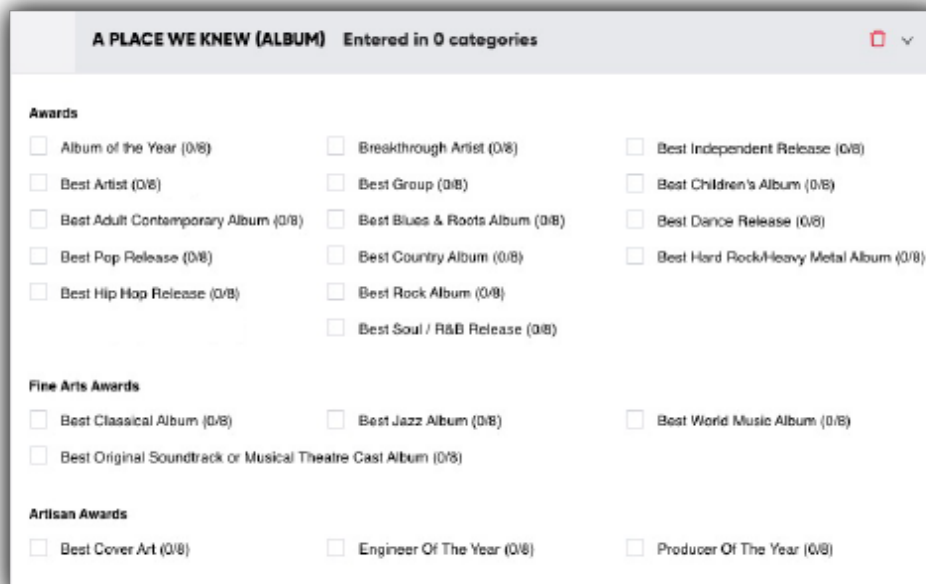 A PLACE WE KNEW (ALBUM) Entered in 0 categories
Awards
Album of the Year (0/8) Breakthrough Artist (0/8) Best Independent Release (0/8)
Best Artist (0/8) Best Group (0/8) Best Children's Album (0/8)
Best Adult Contemporary Album (0/8) Best Blues & Roots Album (0/8) Best Dance Release (0/8)
Best Pop Release (0/8) Best Country Album (0/8) Best Hard Rock/Heavy Metal Album (0/8)
Best Hip Hop Release (0/8) Best Rock Album (0/8)
Best Soul / R&B Release (0/8)
Fine Arts Awards
Best Classical Album (0/8) Best Jazz Album (0/8) Best World Music Album (0/8)
Best Original Soundtrack or Musical Theatre Cast Album (0/8)
Artisan Awards
Best Cover Art (0/8) Engineer Of The Year (0/8) Producer Of The Year (0/8)